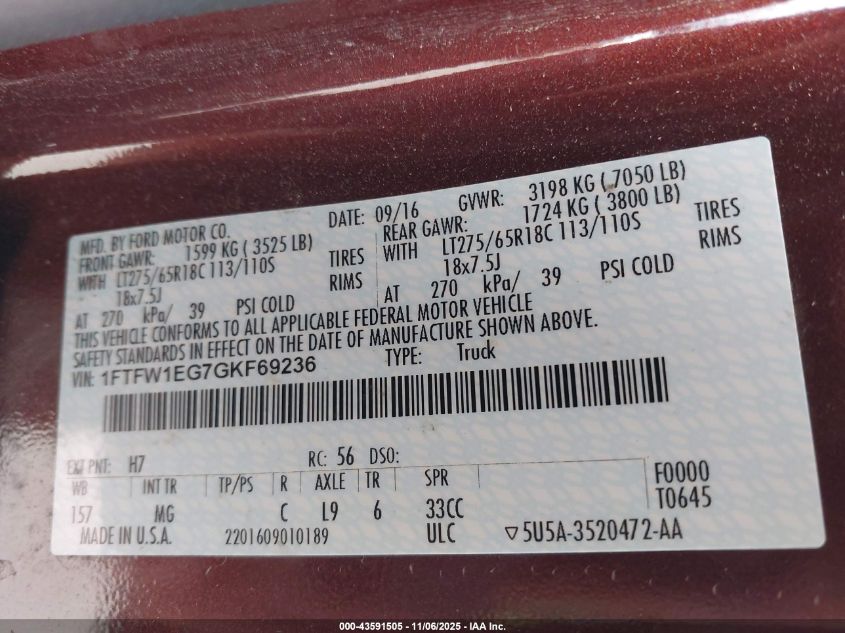 MFD. BY FORD MOTOR CO. DATE: 09/16 GVWR: 3198 KG ( 7050 LB)
FRONT GAWR: 1599 KG ( 3525 LB) REAR GAWR: 1724 KG ( 3800 LB)
WITH LT275/65R18C 113/110S TIRES WITH LT275/65R18C 113/110S TIRES
18x7.5J RIMS 18x7.5J RIMS
AT 270 kPa/ 39 PSI COLD AT 270 kPa/ 39 PSI COLD
THIS VEHICLE CONFORMS TO ALL APPLICABLE FEDERAL MOTOR VEHICLE
SAFETY STANDARDS IN EFFECT ON THE DATE OF MANUFACTURE SHOWN ABOVE.
VIN: 1FTFW1EG7GKF69236 TYPE: Truck
EXT PNT: H7 RC: 56 DSO:
WB INT TR TP/PS R AXLE TR SPR F0000
157 MG C L9 6 33CC T0645
MADE IN U.S.A. 2201609010189 ULC ▽5U5A-3520472-AA
000-43591505 - 11/06/2025 - IAA Inc.